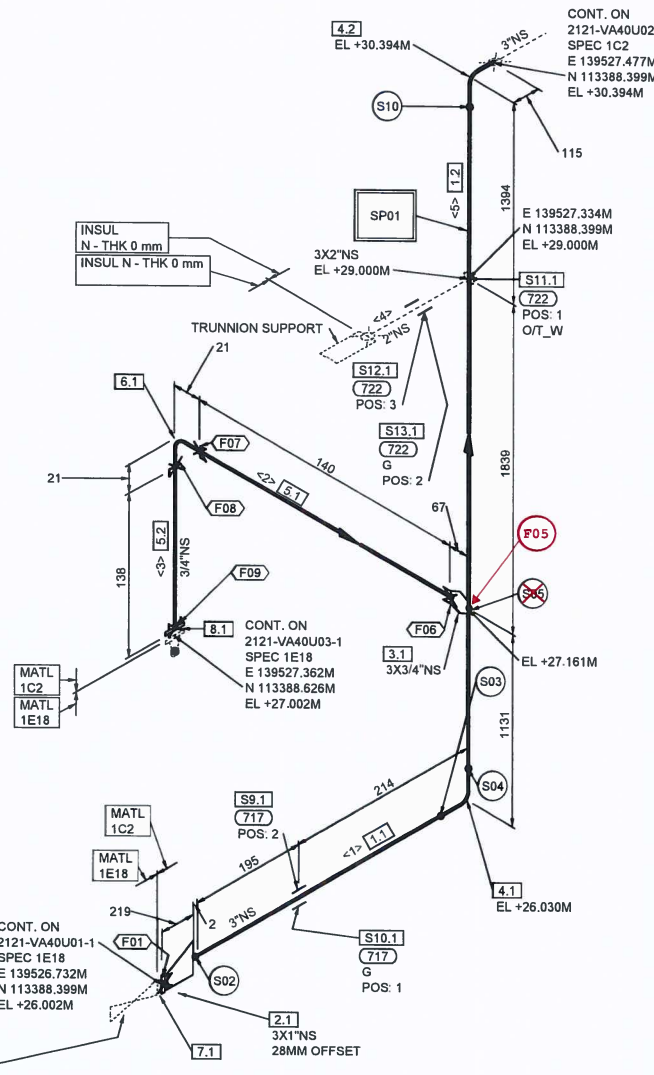 CONT. ON
2121-VA40U02
SPEC 1C2
E 139527.477M
N 113388.399M
EL +30.394M
4.2
EL +30.394M
3"NS
S10
115
<5> 1.2
1394
SP01
E 139527.334M
N 113388.399M
EL +29.000M
INSUL
N - THK 0 mm
INSUL N - THK 0 mm
3X2"NS
EL +29.000M
S11.1
722
POS: 1
O/T_W
<4>
2"NS
TRUNNION SUPPORT
21
S12.1
722
POS: 3
6.1
S13.1
722
G
POS: 2
F07
140
1839
21
<2> 5.1
F08
67
F05
<3> 5.2
3/4"NS
138
F09
S05
8.1
CONT. ON
2121-VA40U03-1
SPEC 1E18
E 139527.362M
N 113388.626M
EL +27.002M
F06
3.1
3X3/4"NS
EL +27.161M
MATL
1C2
MATL
1E18
S03
1131
214
S04
S9.1
717
POS: 2
MATL
1C2
<1> 1.1
195
MATL
1E18
4.1
EL +26.030M
219
2
3"NS
CONT. ON
2121-VA40U01-1
SPEC 1E18
E 139526.732M
N 113388.399M
EL +26.002M
F01
S10.1
717
G
POS: 1
S02
2.1
3X1"NS
28MM OFFSET
7.1